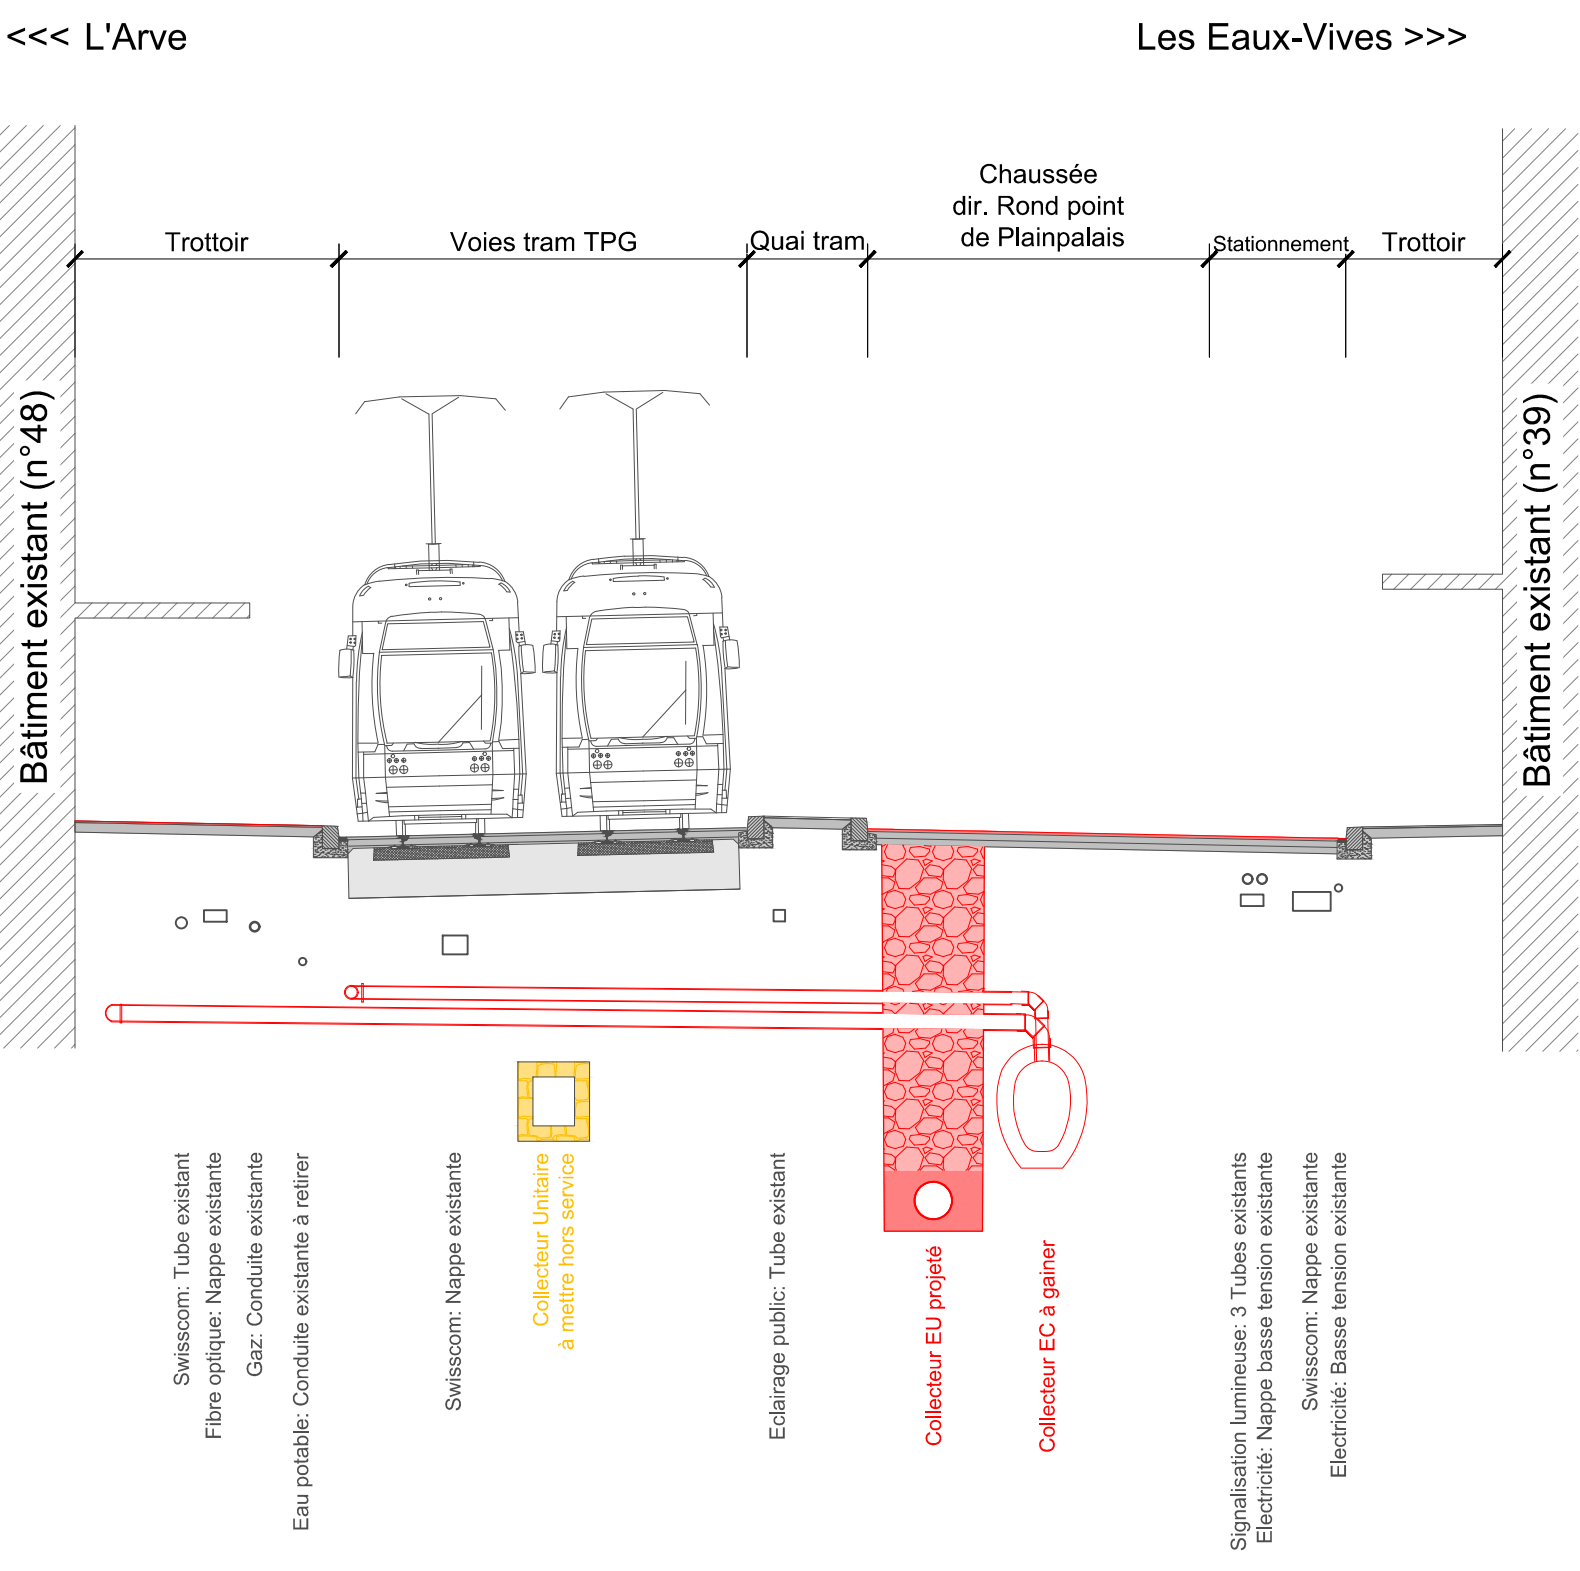 <<< L'Arve
Les Eaux-Vives >>>
Chaussée
dir. Rond point
de Plainpalais
Trottoir
Voies tram TPG
Quai tram
Stationnement
Trottoir
Bâtiment existant (n°48)
Bâtiment existant (n°39)
Swisscom: Tube existant
Fibre optique: Nappe existante
Gaz: Conduite existante
Eau potable: Conduite existante à retirer
Swisscom: Nappe existante
Collecteur Unitaire
à mettre hors service
Eclairage public: Tube existant
Collecteur EU projeté
Collecteur EC à gainer
Signalisation lumineuse: 3 Tubes existants
Electricité: Nappe basse tension existante
Swisscom: Nappe existante
Electricité: Basse tension existante